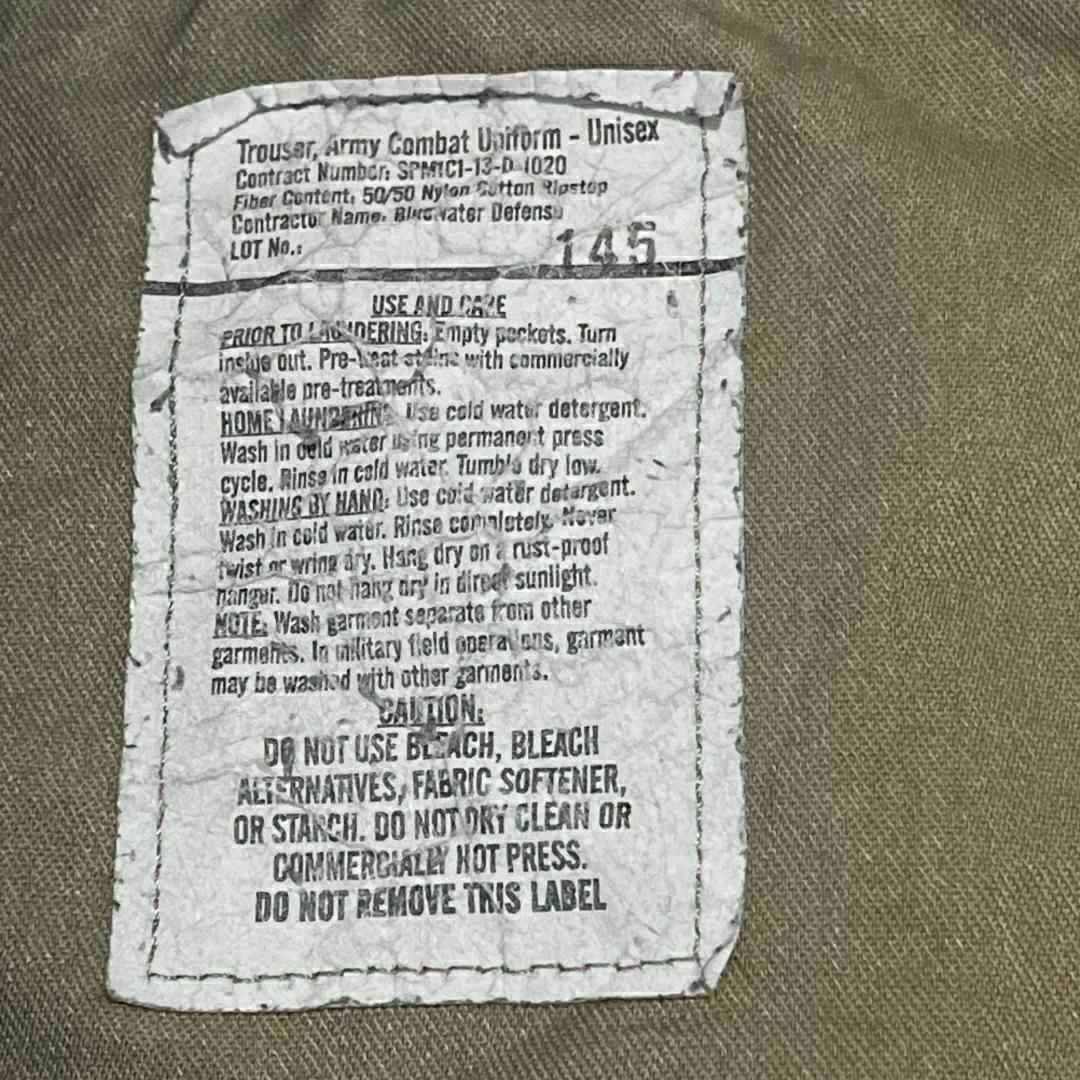 Trouser, Army Combat Uniform - Unisex
Contract Number: SPM1C1-13-D-1020
Fiber Content: 50/50 Nylon Cotton Ripstop
Contractor Name: Bluewater Defense
LOT No.:
145
USE AND CARE
PRIOR TO LAUNDERING: Empty pockets. Turn
inside out. Pre-treat stains with commercially
available pre-treatments.
HOME LAUNDERING: Use cold water detergent.
Wash in cold water using permanent press
cycle. Rinse in cold water. Tumble dry low.
WASHING BY HAND: Use cold water detergent.
Wash in cold water. Rinse completely. Never
twist or wring dry. Hang dry on a rust-proof
hanger. Do not hang dry in direct sunlight.
NOTE: Wash garment separate from other
garments. In military field operations, garment
may be washed with other garments.
CAUTION:
DO NOT USE BLEACH, BLEACH
ALTERNATIVES, FABRIC SOFTENER,
OR STARCH. DO NOT DRY CLEAN OR
COMMERCIALLY HOT PRESS.
DO NOT REMOVE THIS LABEL